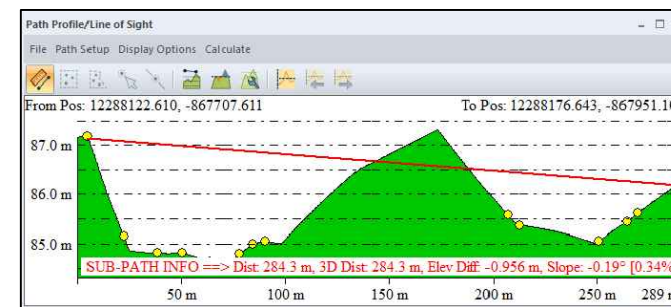 Path Profile/Line of Sight
File Path Setup Display Options Calculate
From Pos: 12288122.610, -867707.611 To Pos: 12288176.643, -867951.10
87.0 m
86.0 m
85.0 m
SUB-PATH INFO ==> Dist: 284.3 m, 3D Dist: 284.3 m, Elev Diff: -0.956 m, Slope: -0.19° [0.34%
50 m 100 m 150 m 200 m 250 m 289.